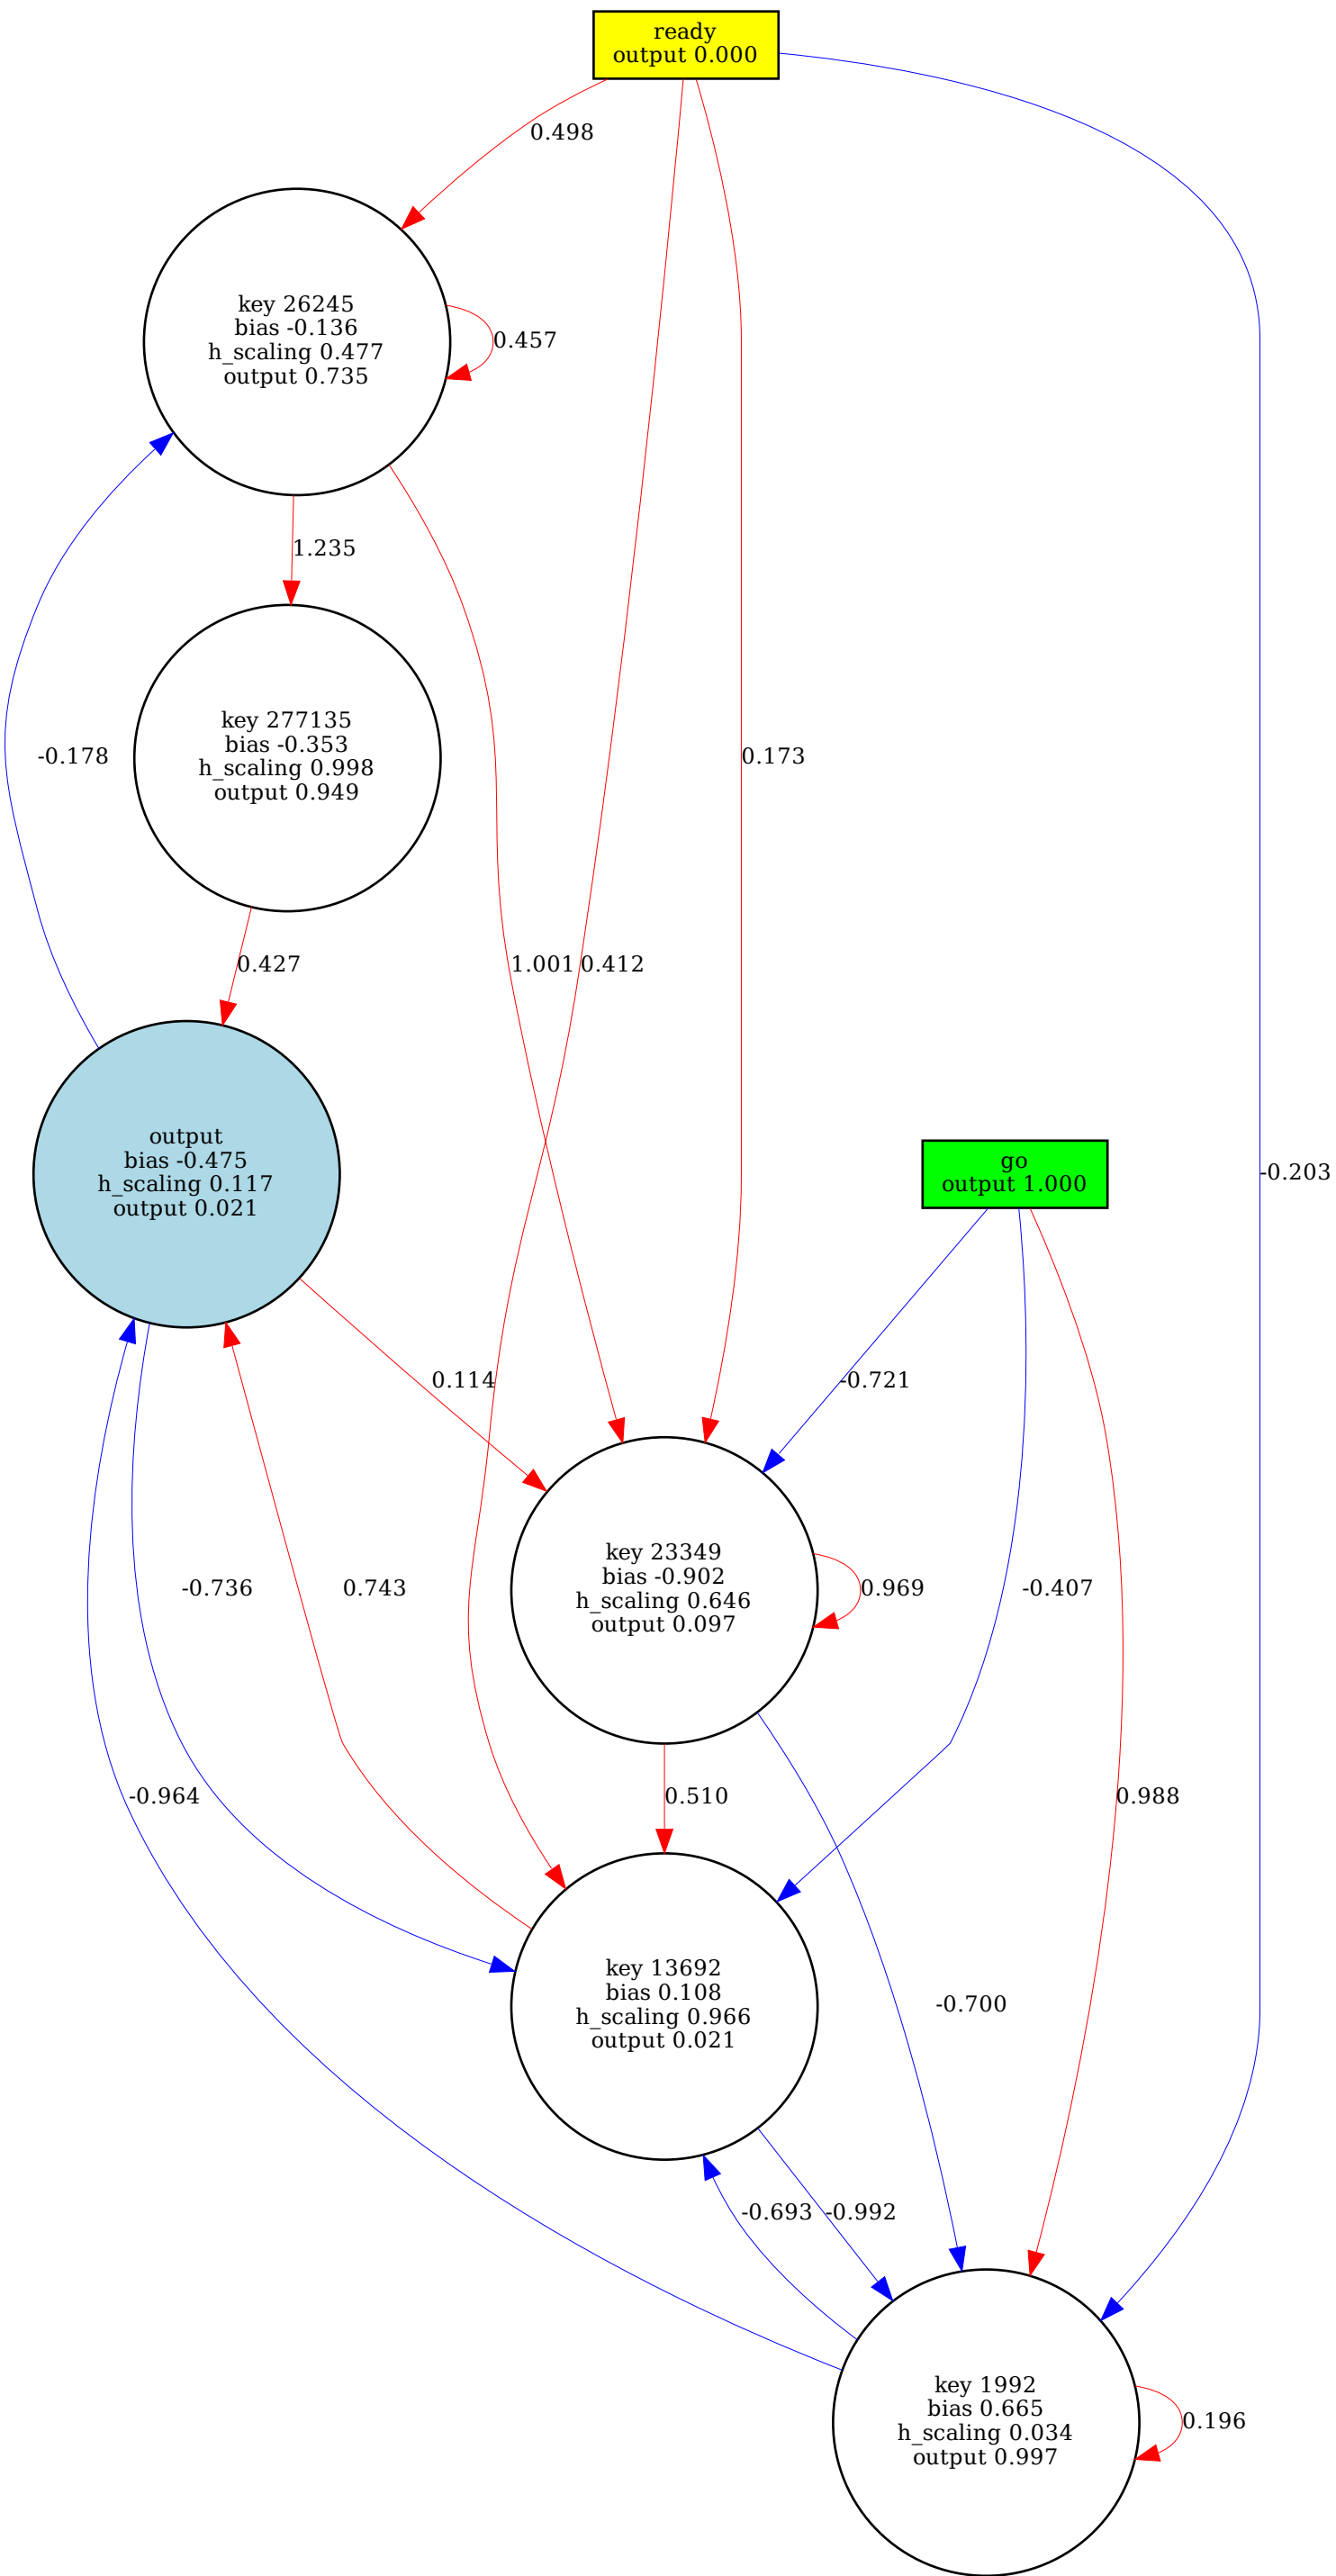 ready
output 0.000
0.498
key 26245
bias -0.136
h_scaling 0.477
output 0.735
0.457
1.235
key 277135
bias -0.353
h_scaling 0.998
output 0.949
-0.178
0.173
0.427
1.001
0.412
output
bias -0.475
h_scaling 0.117
output 0.021
go
output 1.000
-0.203
0.114
-0.721
key 23349
bias -0.902
h_scaling 0.646
output 0.097
-0.736
0.743
0.969
-0.407
-0.964
0.510
0.988
key 13692
bias 0.108
h_scaling 0.966
output 0.021
-0.700
-0.693
-0.992
key 1992
bias 0.665
h_scaling 0.034
output 0.997
0.196